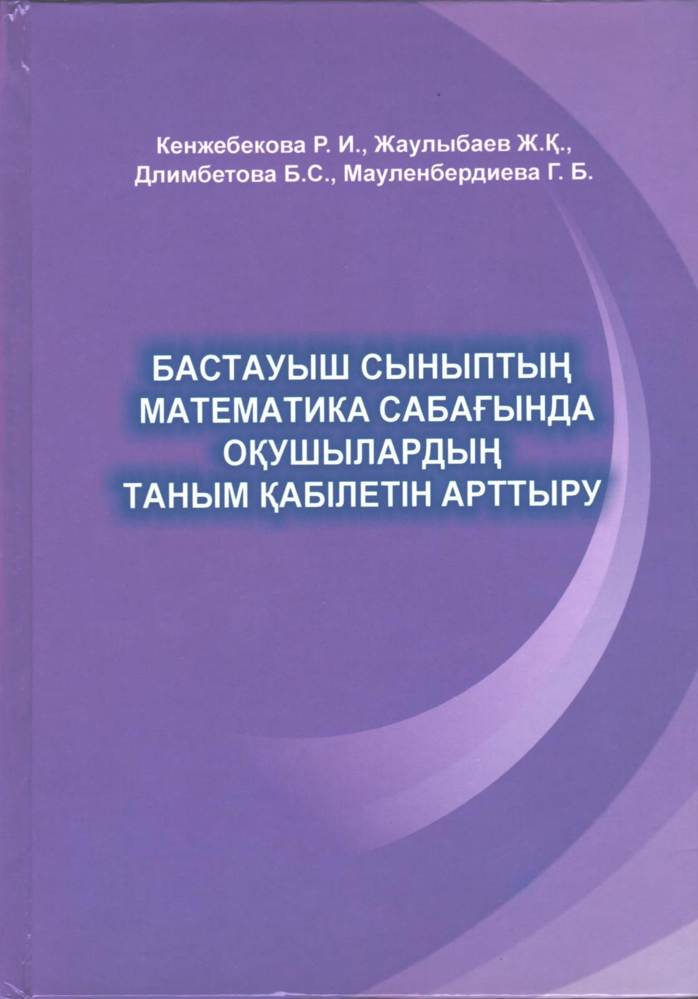 Кенжебекова Р. И., Жаулыбаев Ж.Қ.,
Длимбетова Б.С., Мауленбердиева Г. Б.
БАСТАУЫШ СЫНЫПТЫҢ
МАТЕМАТИКА САБАҒЫНДА
ОҚУШЫЛАРДЫҢ
ТАНЫМ ҚАБІЛЕТІН АРТТЫРУ